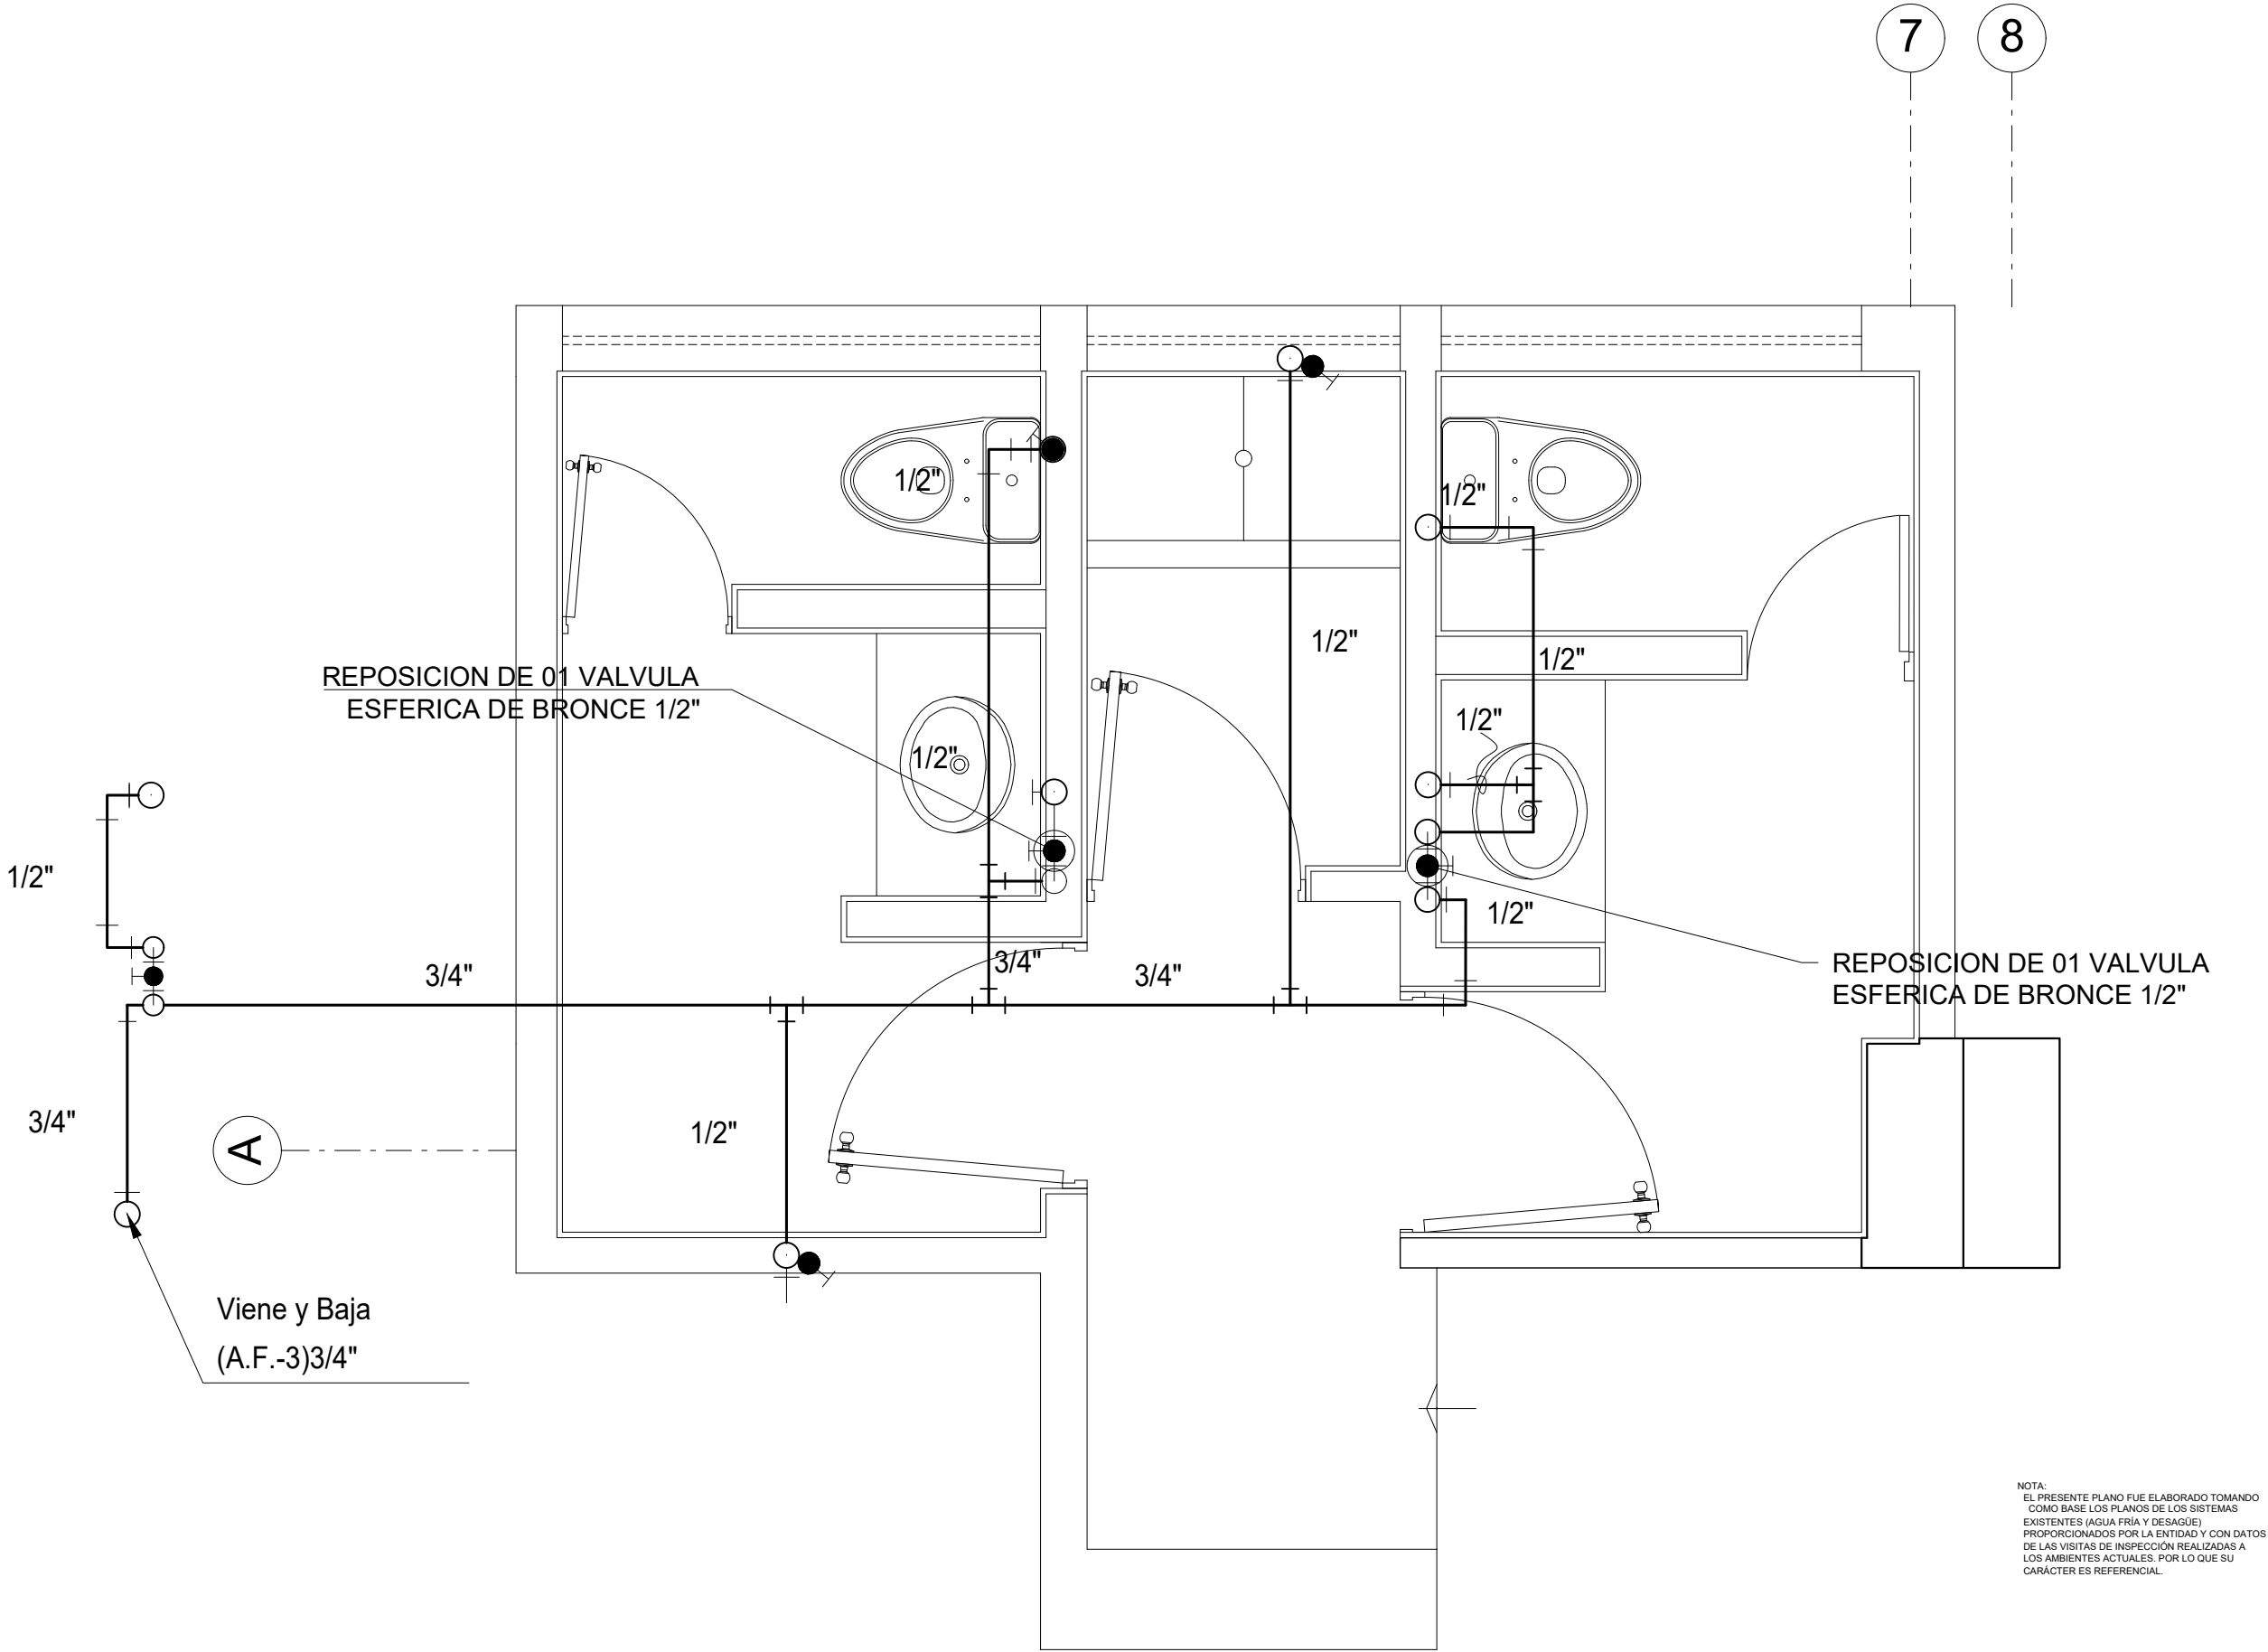 7
8
1/2"
1/2"
1/2"
1/2"
REPOSICION DE 01 VALVULA
ESFERICA DE BRONCE 1/2"
1/2"
1/2"
1/2"
1/2"
3/4"
3/4"
3/4"
REPOSICION DE 01 VALVULA
ESFERICA DE BRONCE 1/2"
3/4"
A
1/2"
Viene y Baja
(A.F.-3)3/4"
NOTA:
EL PRESENTE PLANO FUE ELABORADO TOMANDO
COMO BASE LOS PLANOS DE LOS SISTEMAS
EXISTENTES (AGUA FRÍA Y DESAGÜE)
PROPORCIONADOS POR LA ENTIDAD Y CON DATOS
DE LAS VISITAS DE INSPECCIÓN REALIZADAS A
LOS AMBIENTES ACTUALES. POR LO QUE SU
CARÁCTER ES REFERENCIAL.